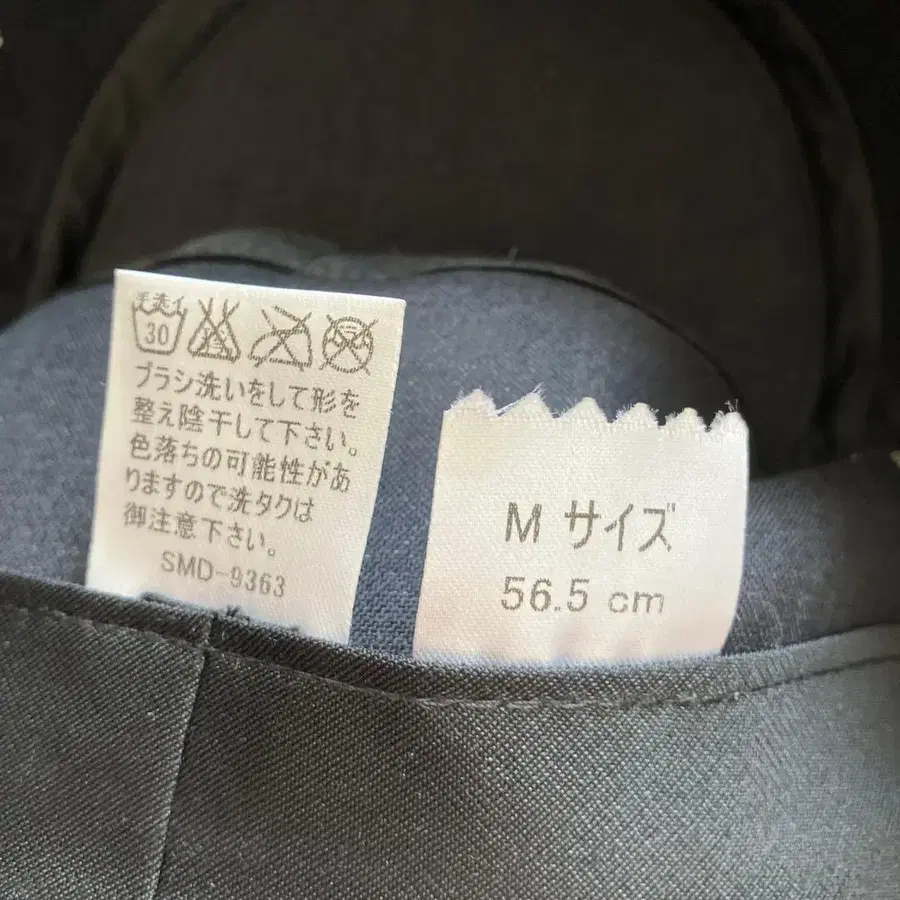 手洗イ
30
ブラシ洗いをして形を
整え陰干して下さい。
色落ちの可能性があ
りますので洗タクは
御注意下さい。
SMD-9363
M サイズ
56.5 cm